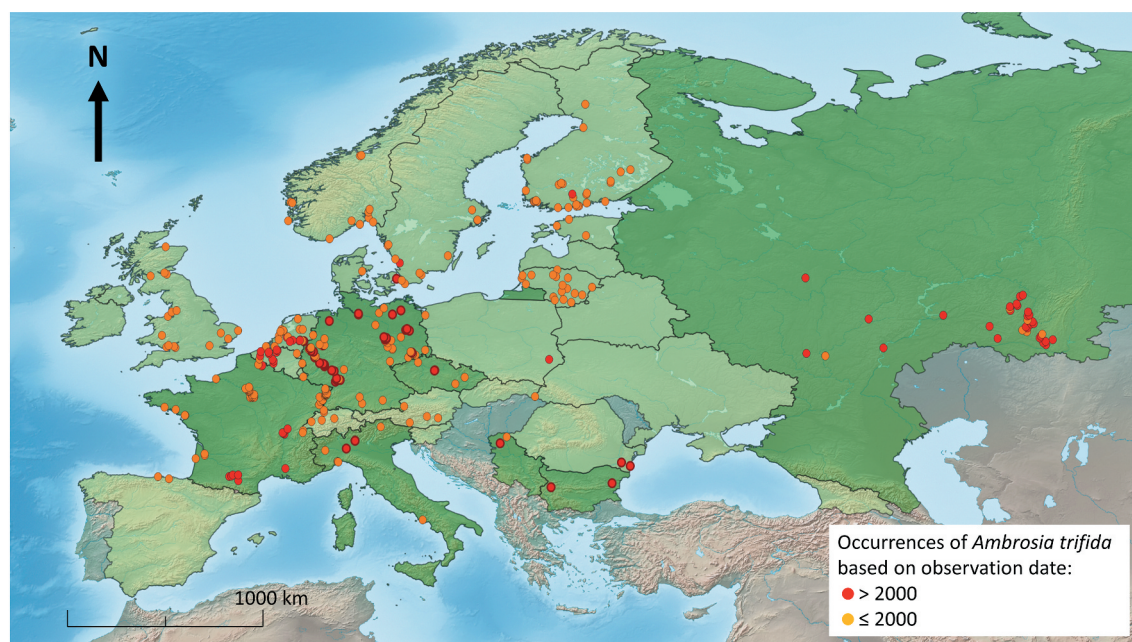 N
1000 km
Occurrences of Ambrosia trifida
based on observation date:
> 2000
≤ 2000